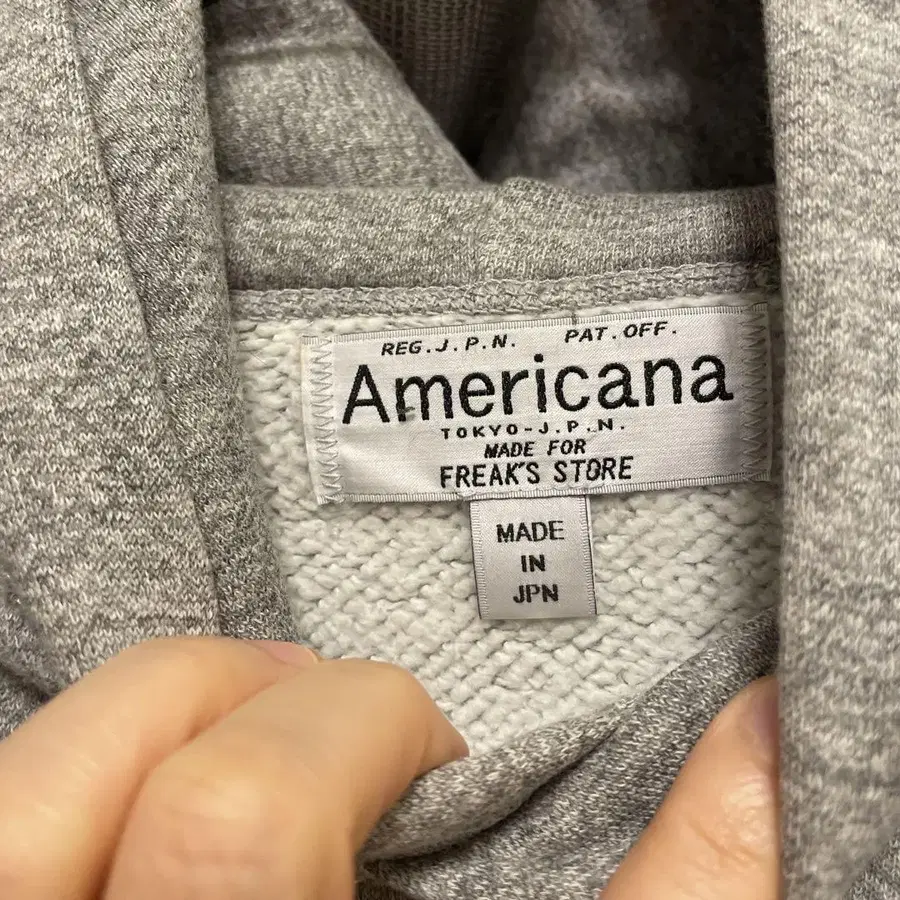 REG.J.P.N. PAT.OFF.
Americana
TOKYO-J.P.N.
MADE FOR
FREAK'S STORE
MADE
IN
JPN